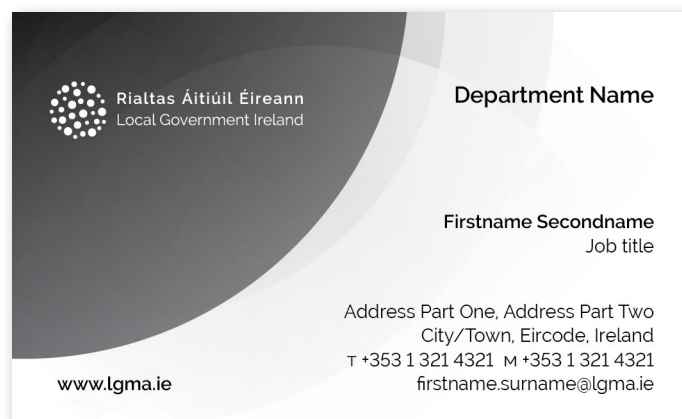 Rialtas Áitiúil Éireann
Local Government Ireland
Department Name
Firstname Secondname
Job title
Address Part One, Address Part Two
City/Town, Eircode, Ireland
T +353 1 321 4321 M +353 1 321 4321
firstname.surname@lgma.ie
www.lgma.ie